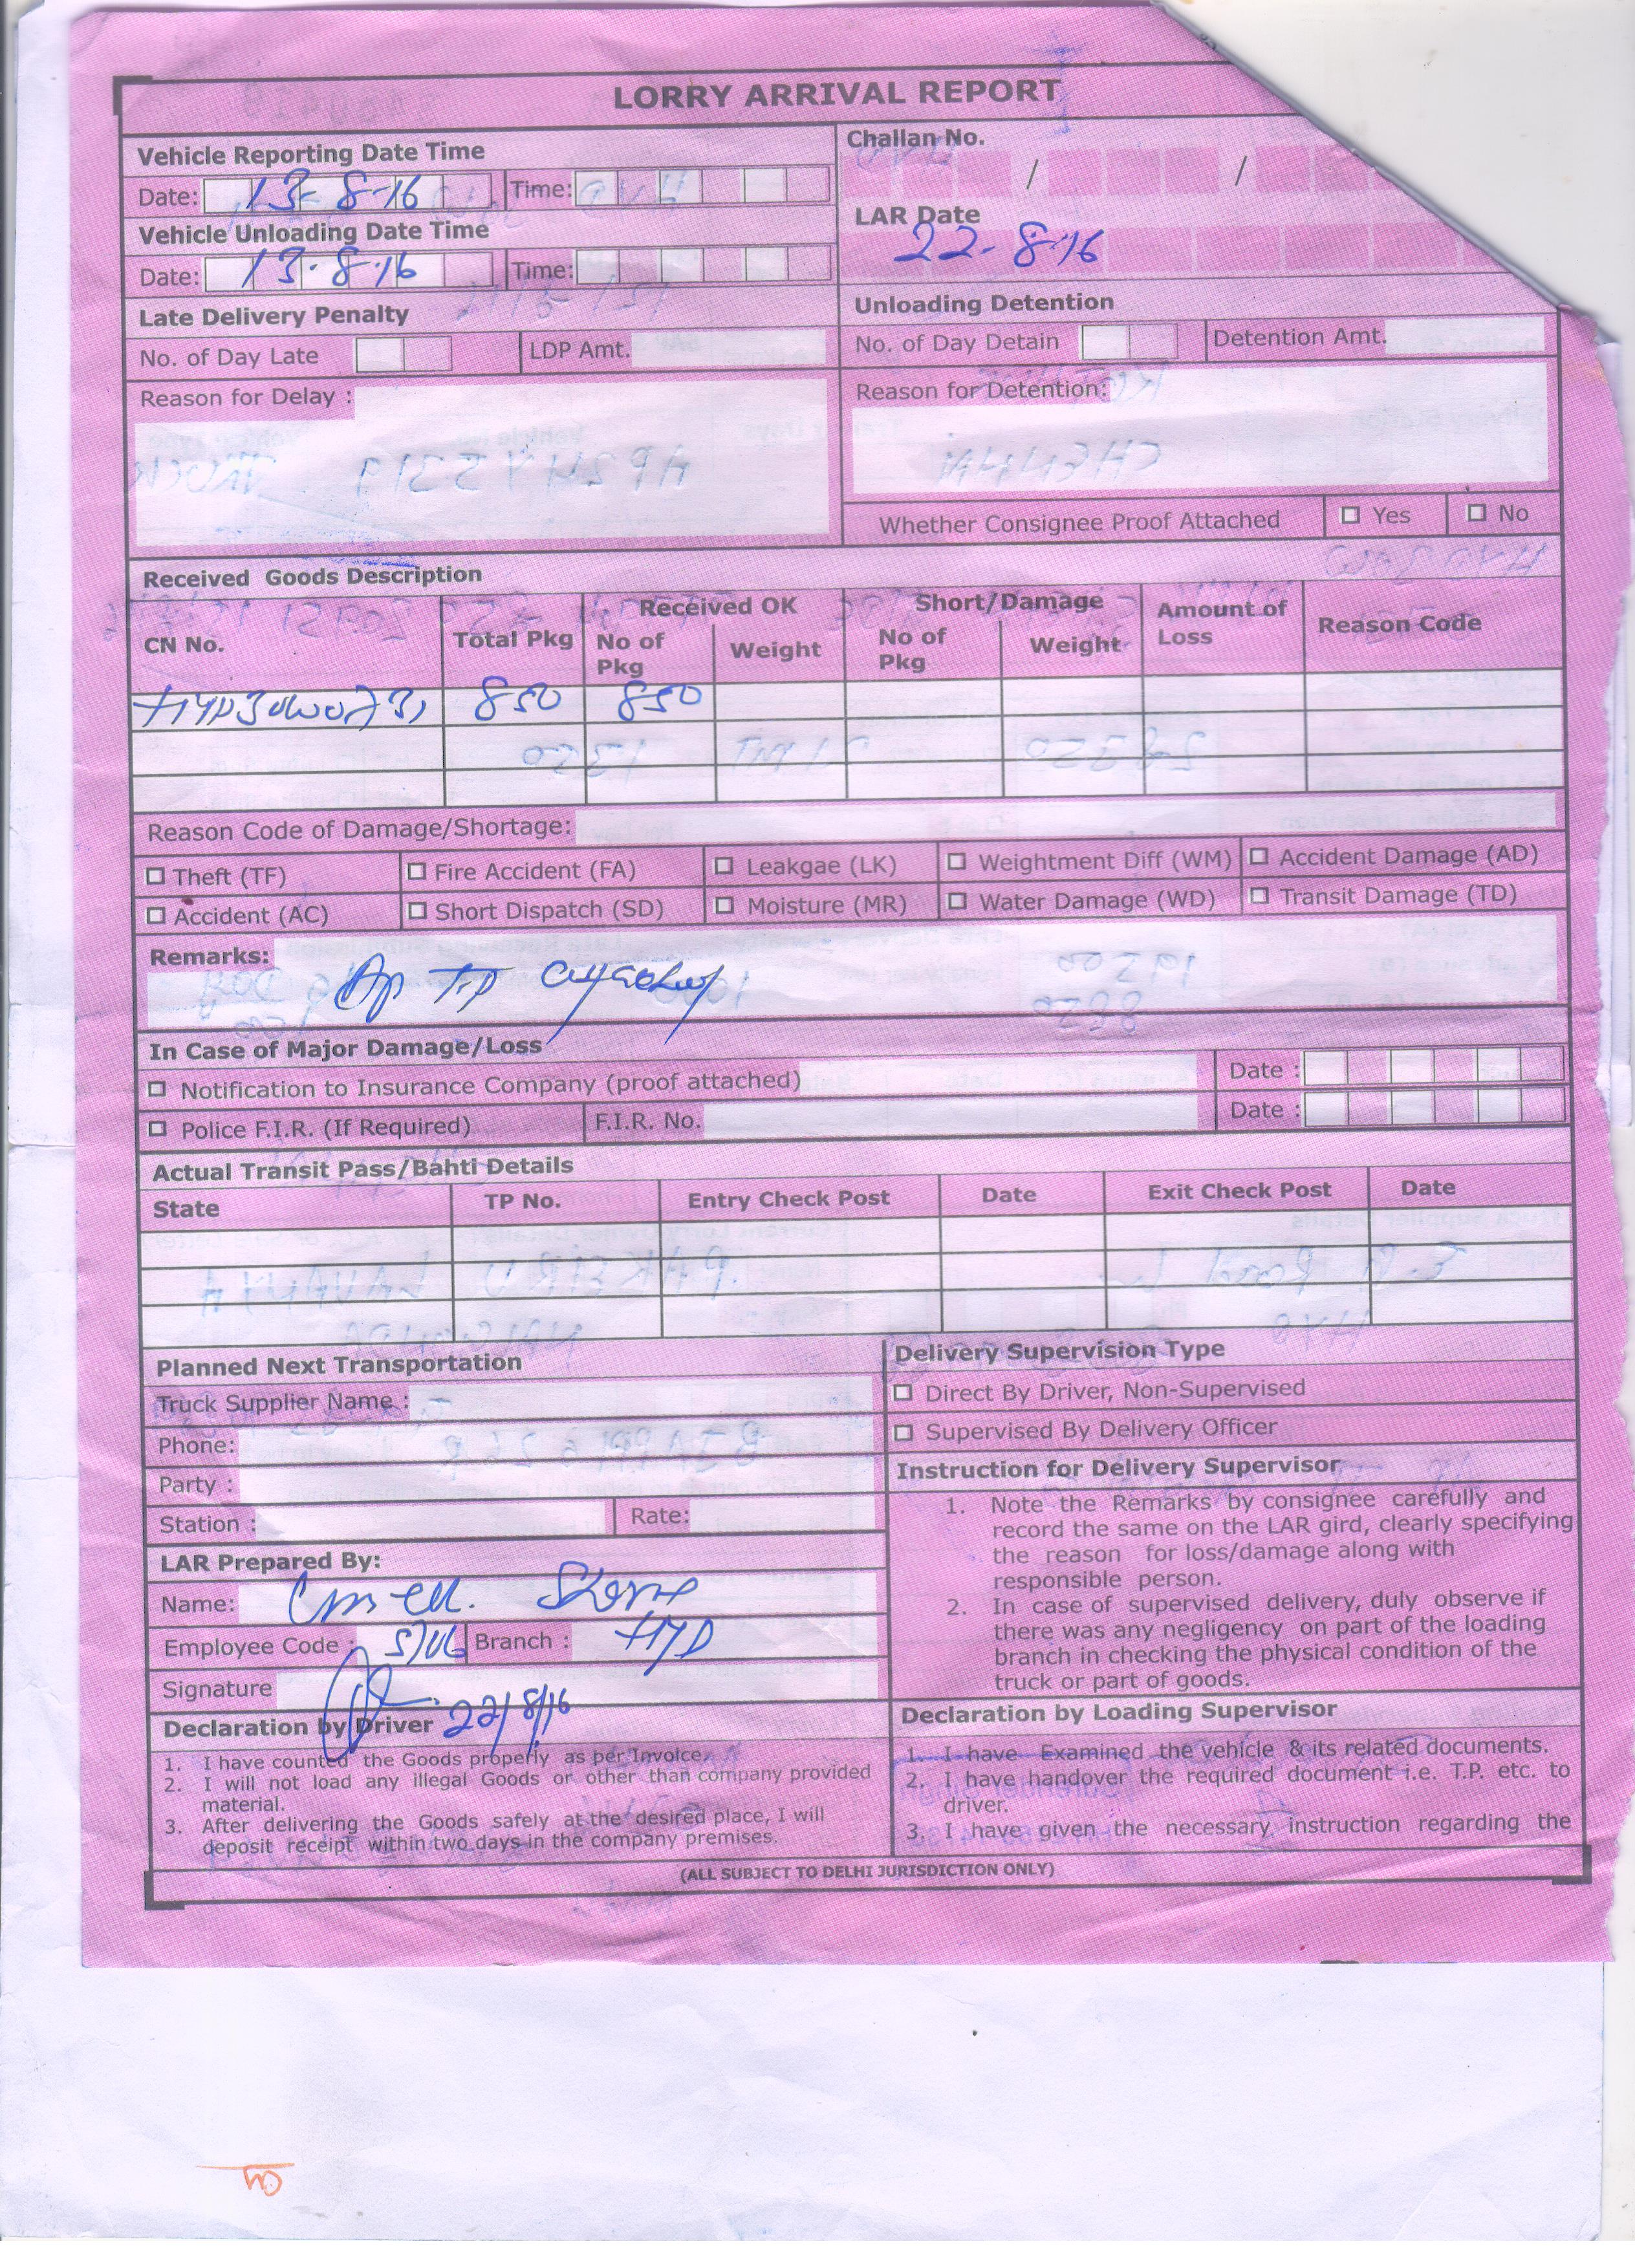 LORRY ARRIVAL REPORT
Vehicle Reporting Date Time
Date: 13-8-16 Time:
Challan No.
/ /
Vehicle Unloading Date Time
Date: 13.8.16 Time:
LAR Date
22-8-16
Late Delivery Penalty
No. of Day Late LDP Amt.
Unloading Detention
No. of Day Detain Detention Amt.
Reason for Delay :
Reason for Detention:
Whether Consignee Proof Attached Yes No
Received Goods Description
CN No. Total Pkg Received OK Short/Damage Amount of Loss Reason Code
No of Pkg Weight No of Pkg Weight
850 850
Reason Code of Damage/Shortage:
Theft (TF) Fire Accident (FA) Leakgae (LK) Weightment Diff (WM) Accident Damage (AD)
Accident (AC) Short Dispatch (SD) Moisture (MR) Water Damage (WD) Transit Damage (TD)
Remarks: Ap T.P
In Case of Major Damage/Loss
Notification to Insurance Company (proof attached) Date :
Police F.I.R. (If Required) F.I.R. No. Date :
Actual Transit Pass/Bahti Details
State TP No. Entry Check Post Date Exit Check Post Date
Planned Next Transportation
Truck Supplier Name :
Phone:
Party :
Station : Rate:
Delivery Supervision Type
Direct By Driver, Non-Supervised
Supervised By Delivery Officer
Instruction for Delivery Supervisor
1. Note the Remarks by consignee carefully and
record the same on the LAR gird, clearly specifying
the reason for loss/damage along with
responsible person.
2. In case of supervised delivery, duly observe if
there was any negligency on part of the loading
branch in checking the physical condition of the
truck or part of goods.
LAR Prepared By:
Name:
Employee Code : Branch : HYD
Signature
22/8/16
Declaration by Driver
1. I have counted the Goods properly as per Invoice.
2. I will not load any illegal Goods or other than company provided
material.
3. After delivering the Goods safely at the desired place, I will
deposit receipt within two days in the company premises.
Declaration by Loading Supervisor
1. I have Examined the vehicle & its related documents.
2. I have handover the required document i.e. T.P. etc. to
driver.
3. I have given the necessary instruction regarding the
(ALL SUBJECT TO DELHI JURISDICTION ONLY)